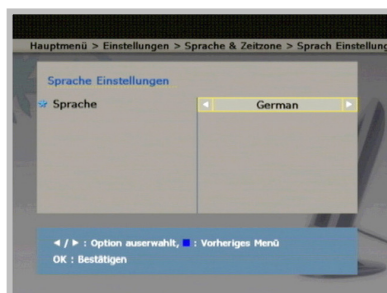 Hauptmenü > Einstellungen > Sprache & Zeitzone > Sprach Einstellung
Sprache Einstellungen
Sprache
German
◄ / ► : Option auserwahlt, ■ : Vorheriges Menü
OK : Bestätigen